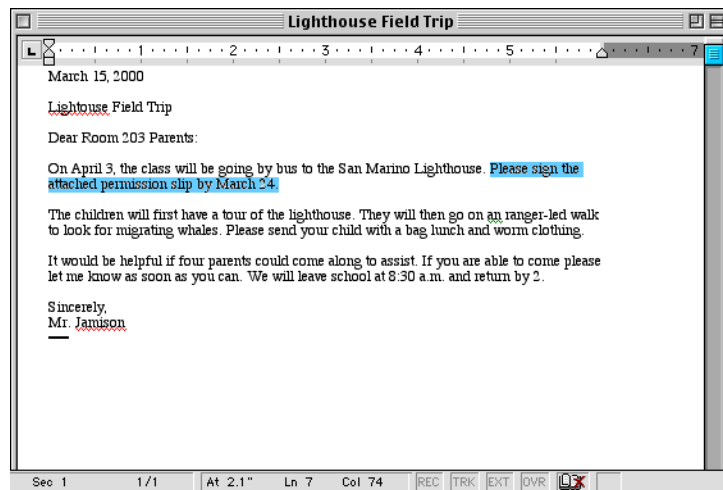 Lighthouse Field Trip
1 2 3 4 5 7
March 15, 2000
Lightouse Field Trip
Dear Room 203 Parents:
On April 3, the class will be going by bus to the San Marino Lighthouse. Please sign the
attached permission slip by March 24.
The children will first have a tour of the lighthouse. They will then go on an ranger-led walk
to look for migrating whales. Please send your child with a bag lunch and worm clothing.
It would be helpful if four parents could come along to assist. If you are able to come please
let me know as soon as you can. We will leave school at 8:30 a.m. and return by 2.
Sincerely,
Mr. Jamison
Sec 1 1/1 At 2.1" Ln 7 Col 74 REC TRK EXT OVR